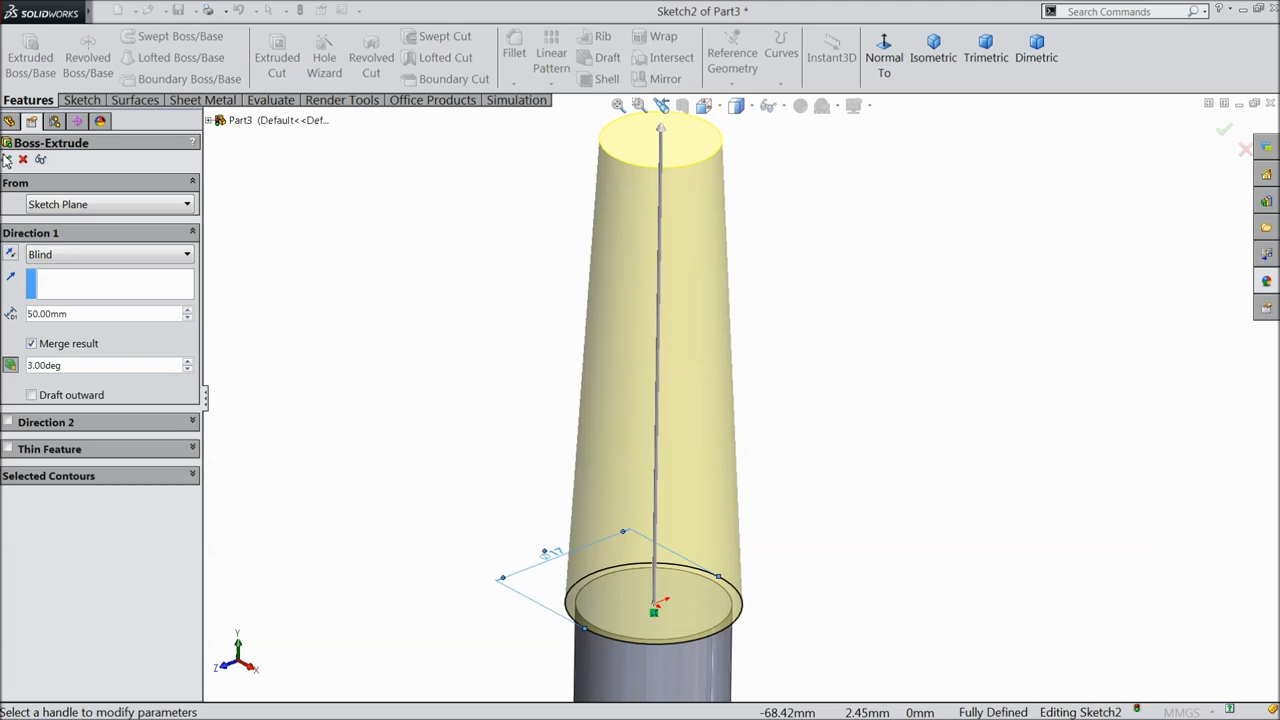 SOLIDWORKS
Sketch2 of Part3 *
Search Commands
Extruded Boss/Base
Revolved Boss/Base
Swept Boss/Base
Lofted Boss/Base
Boundary Boss/Base
Extruded Cut
Hole Wizard
Revolved Cut
Swept Cut
Lofted Cut
Boundary Cut
Fillet
Linear Pattern
Rib
Draft
Shell
Wrap
Intersect
Mirror
Reference Geometry
Curves
Instant3D
Normal To
Isometric
Trimetric
Dimetric
Features
Sketch
Surfaces
Sheet Metal
Evaluate
Render Tools
Office Products
Simulation
Part3 (Default<<Def...
Boss-Extrude
?
From
Sketch Plane
Direction 1
Blind
50.00mm
Merge result
3.00deg
Draft outward
Direction 2
Thin Feature
Selected Contours
Φ17
Y
Z
X
Select a handle to modify parameters
-68.42mm
2.45mm
0mm
Fully Defined
Editing Sketch2
MMGS